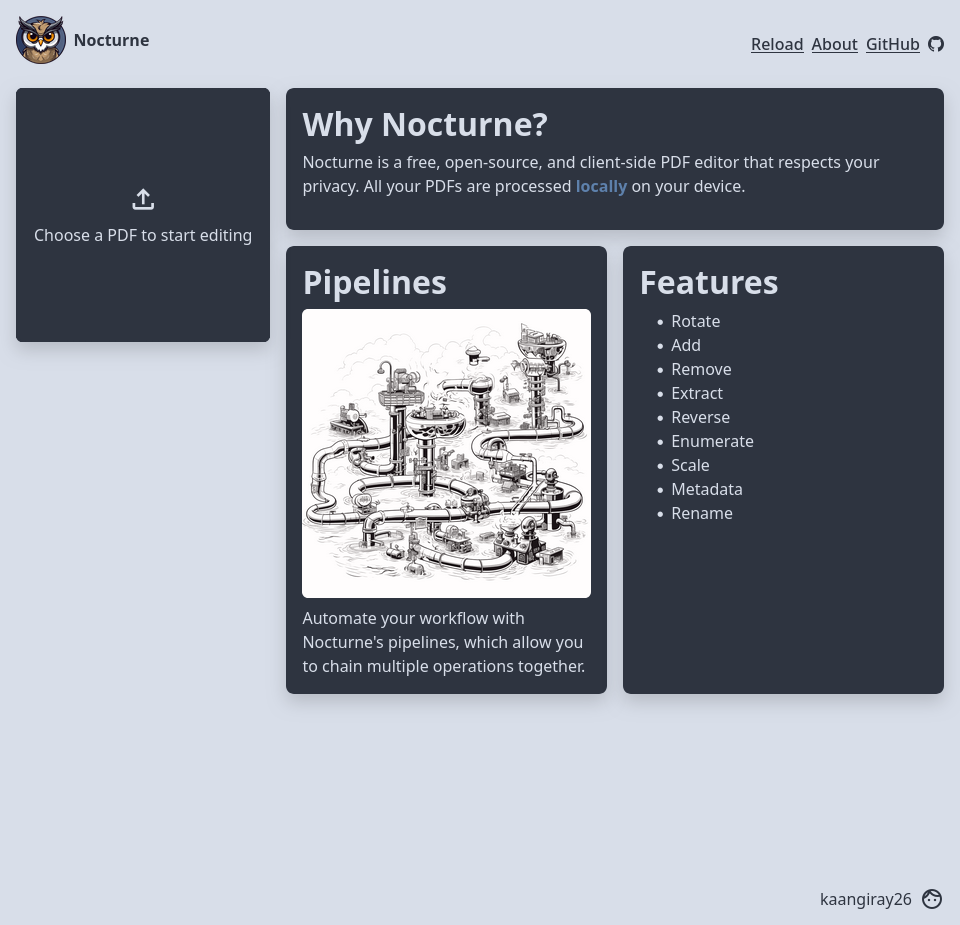 Nocturne
Reload About GitHub
Choose a PDF to start editing
Why Nocturne?
Nocturne is a free, open-source, and client-side PDF editor that respects your
privacy. All your PDFs are processed locally on your device.
Pipelines
Automate your workflow with
Nocturne's pipelines, which allow you
to chain multiple operations together.
Features
• Rotate
• Add
• Remove
• Extract
• Reverse
• Enumerate
• Scale
• Metadata
• Rename
kaangiray26